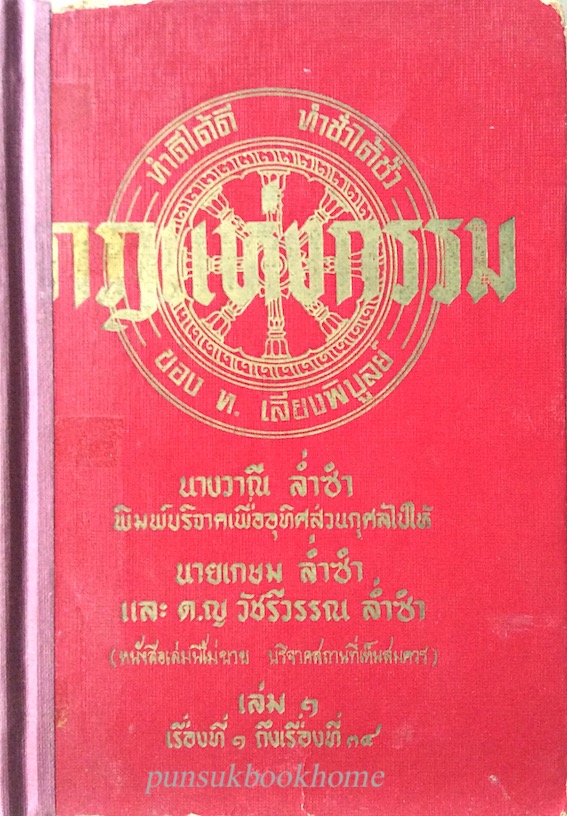 ทำดีได้ดี ทำชั่วได้ชั่ว
กฎแห่งกรรม
ของ ท. เลียงพิบูลย์
นางวาณี ล่ำซำ
พิมพ์บริจาคเพื่ออุทิศส่วนกุศลไปให้
นายเกษม ล่ำซำ
และ ด.ญ วัชรีวรรณ ล่ำซำ
(หนังสือเล่มนี้ไม่ขาย บริจาคสถานที่เห็นสมควร)
เล่ม ๑
เรื่องที่ ๑ ถึงเรื่องที่ ๓๔
punsukbookhome